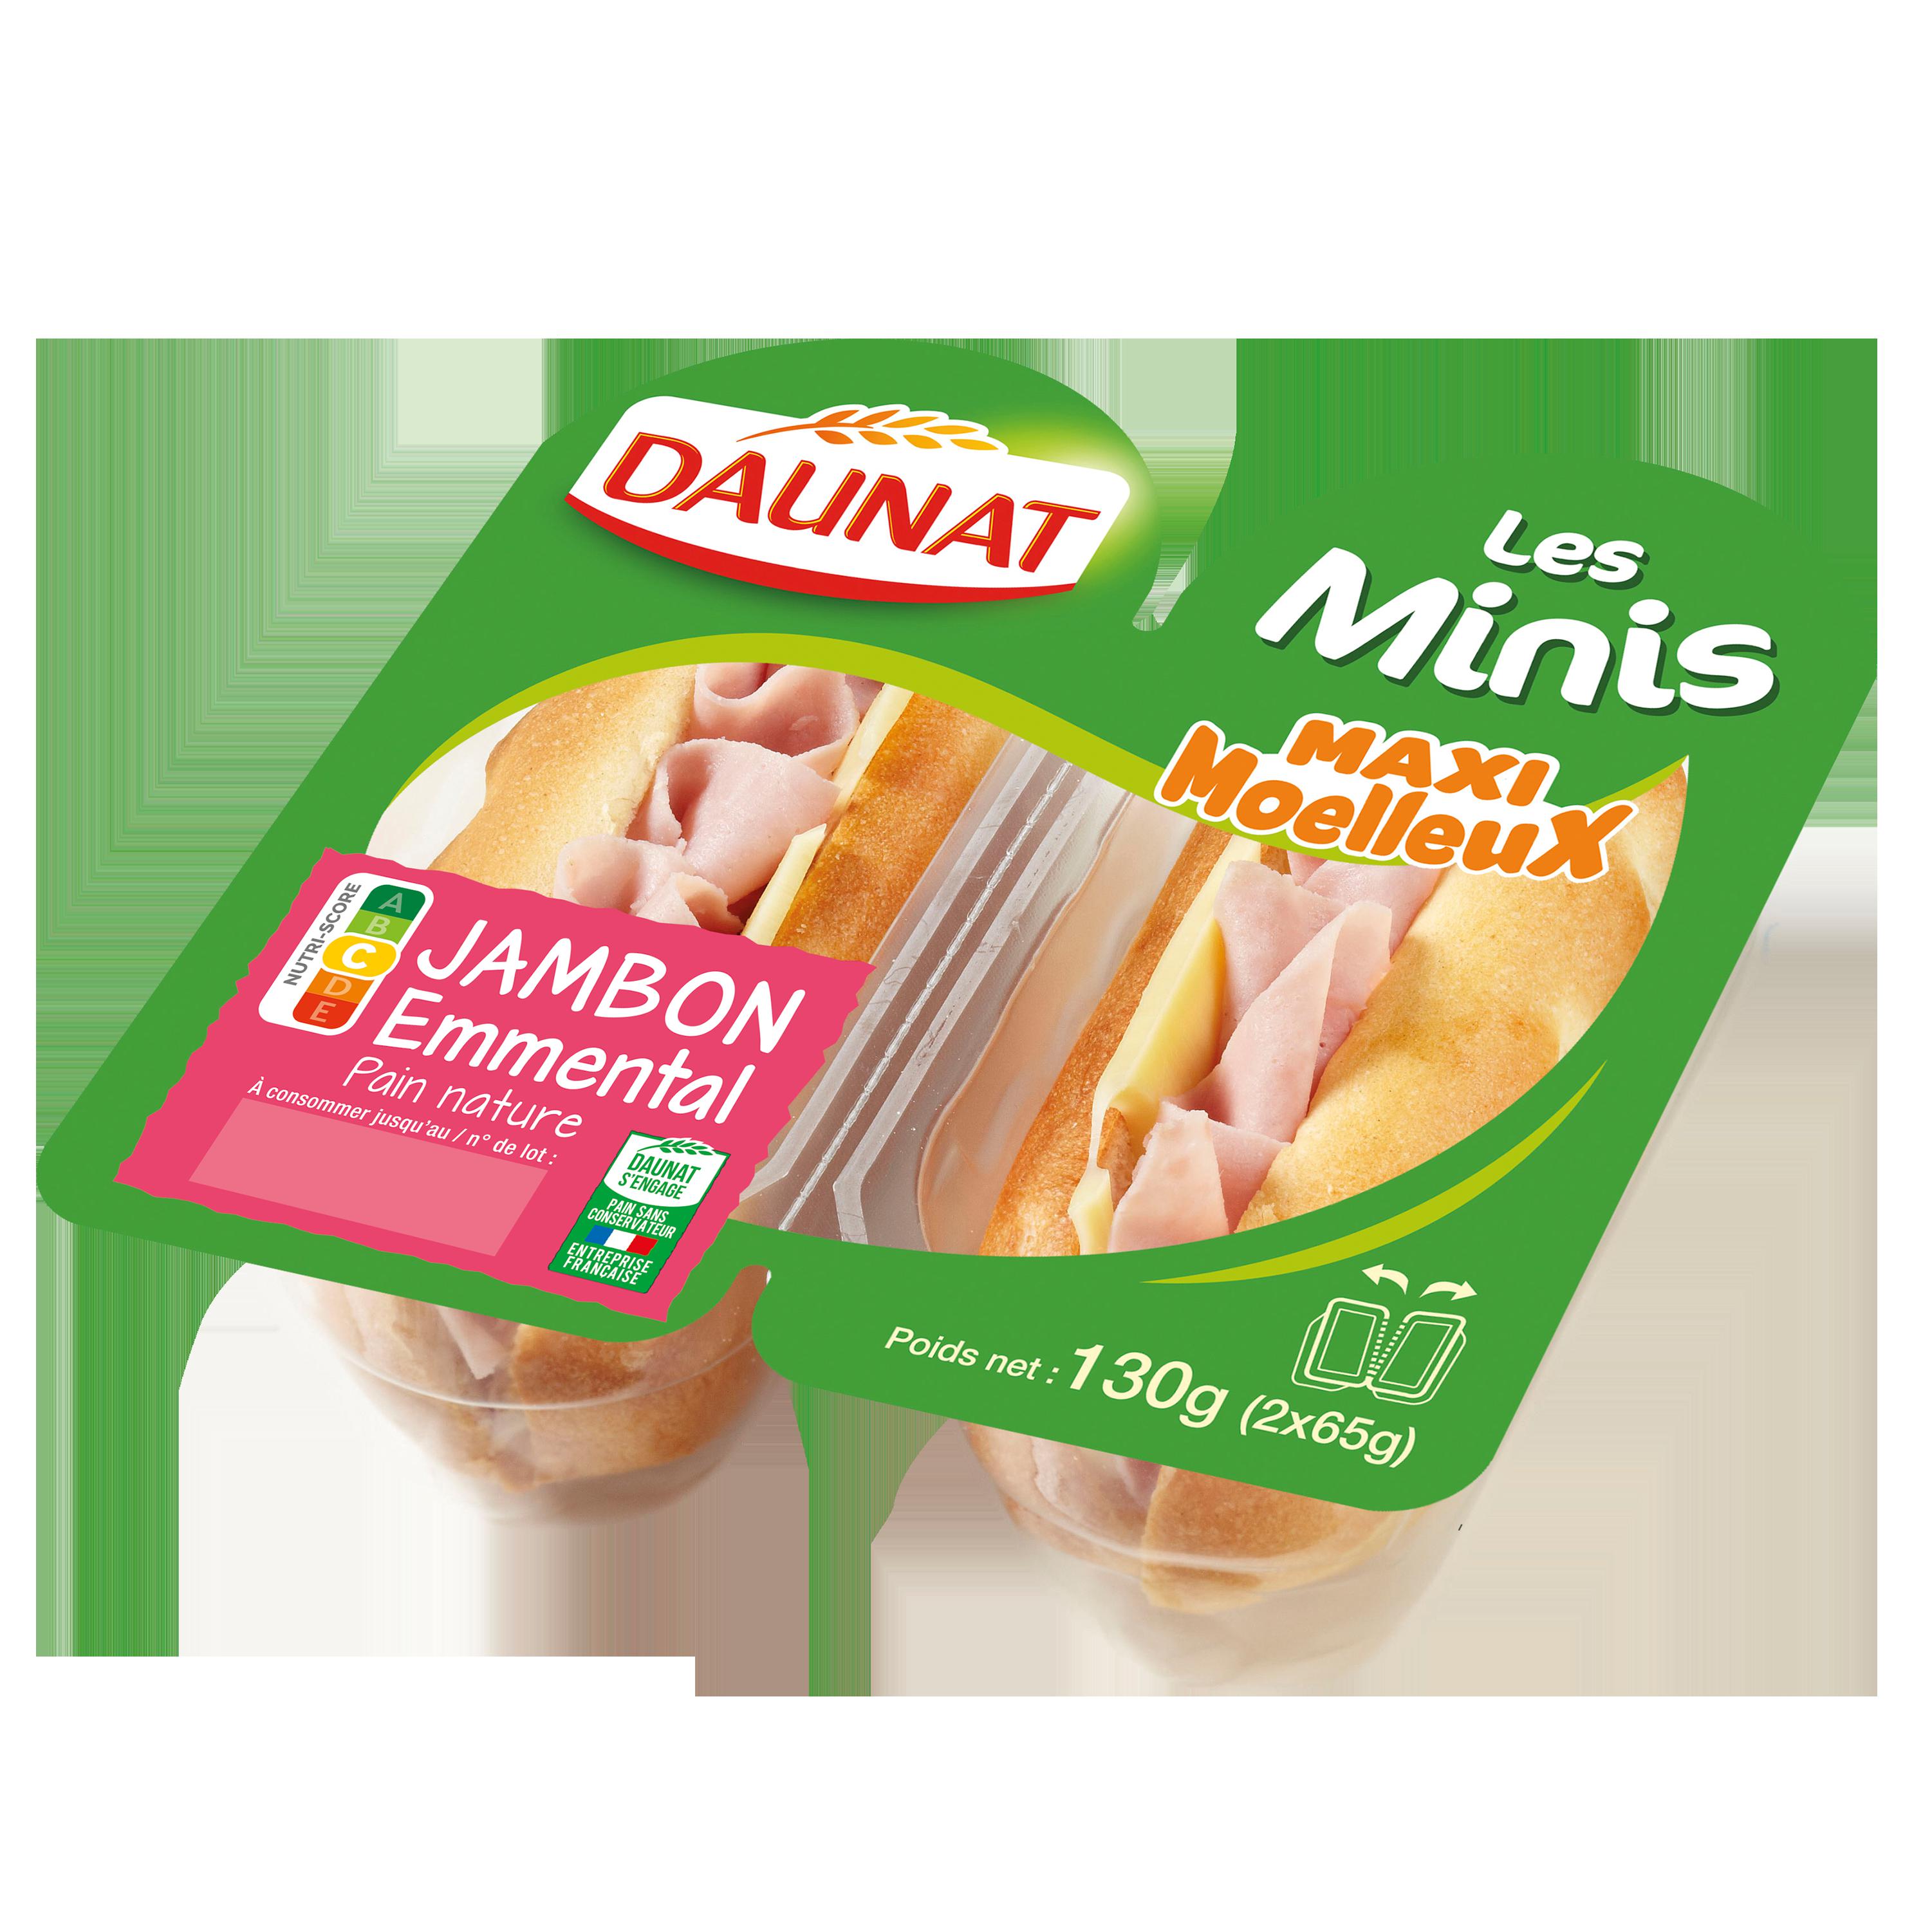 DAUNAT
Les
Minis
MAXI
Moelleux
NUTRI-SCORE
A
B
C
D
E
JAMBON
Emmental
Pain nature
À consommer jusqu'au / n° de lot :
DAUNAT
S'ENGAGE
PAIN SANS
CONSERVATEUR
ENTREPRISE
FRANÇAISE
Poids net : 130g (2x65g)